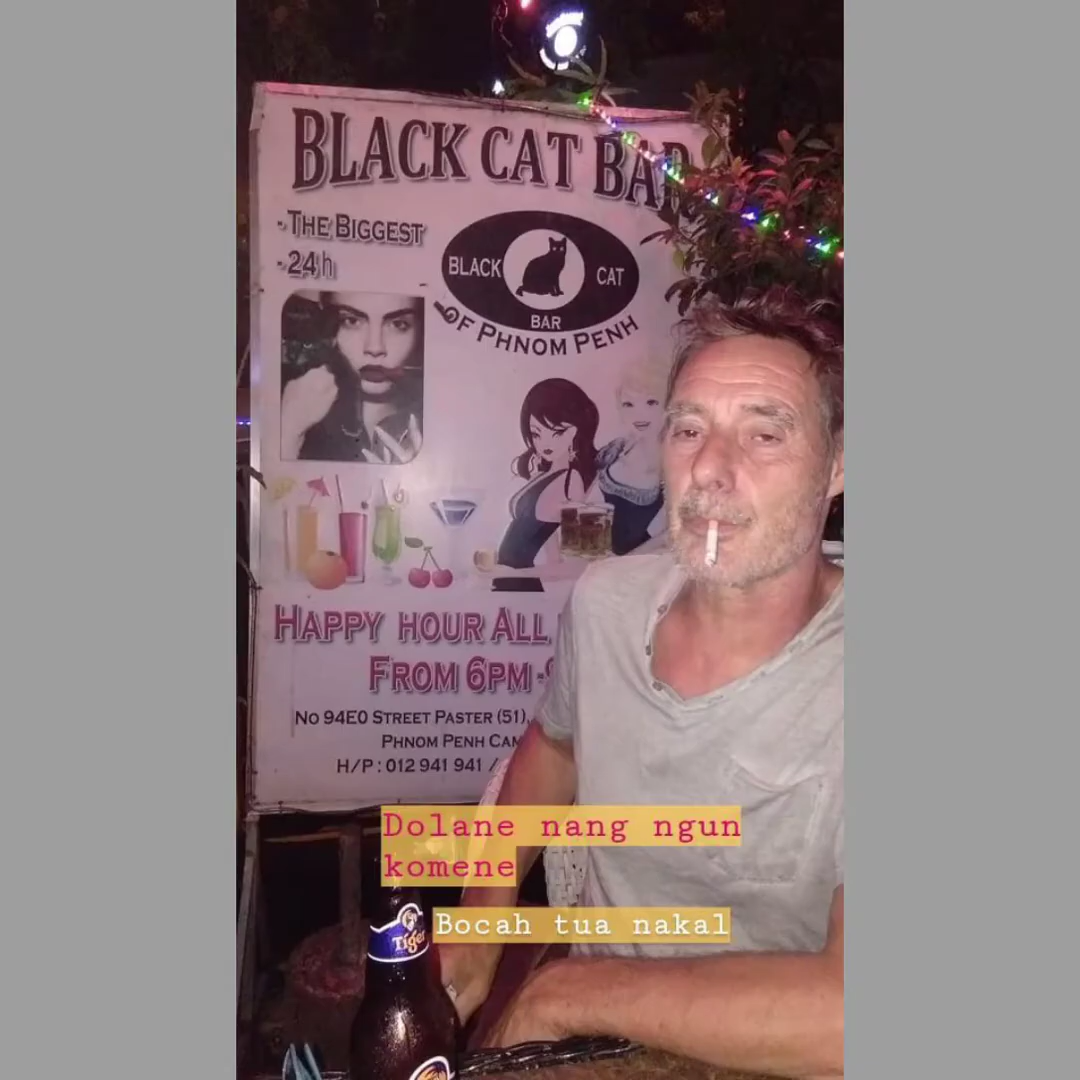 BLACK CAT BAR
-THE BIGGEST
-24h
BLACK CAT
BAR
-OF PHNOM PENH
HAPPY HOUR ALL
FROM 6PM -
No 94E0 STREET PASTER (51),
PHNOM PENH CAM
H/P : 012 941 941 /
Dolane nang ngun
komene
Bocah tua nakal
Tiger